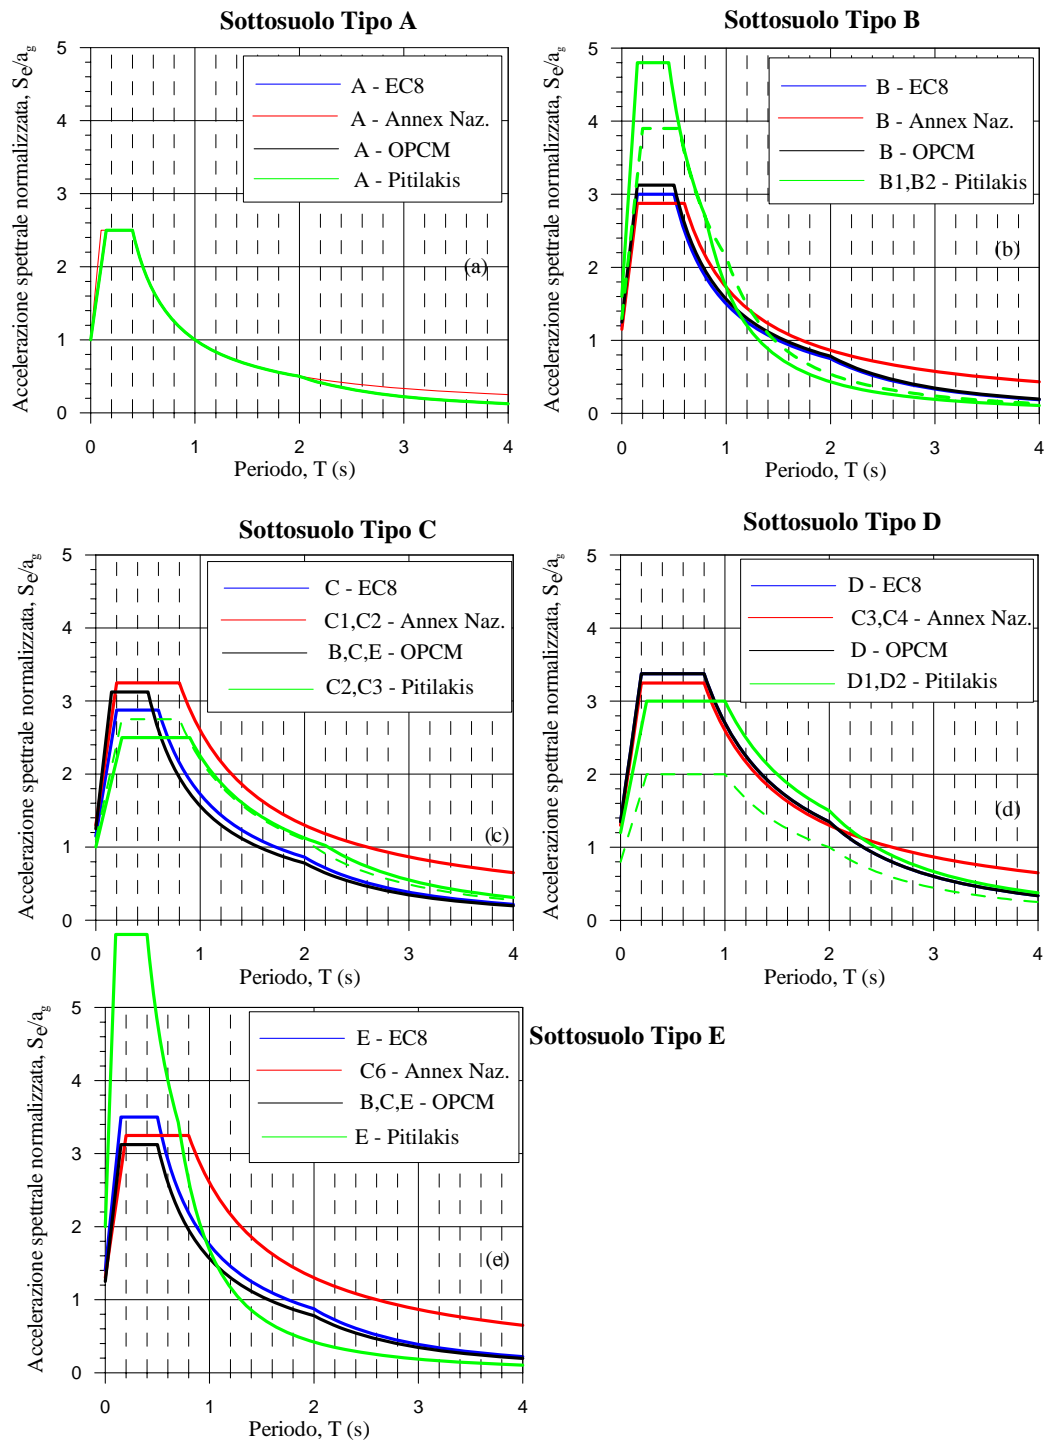 Sottosuolo Tipo A
Accelerazione spettrale normalizzata, Se/ag
5
4
3
2
1
0
A - EC8
A - Annex Naz.
A - OPCM
A - Pitilakis
(a)
0 1 2 3 4
Periodo, T (s)
Sottosuolo Tipo B
Accelerazione spettrale normalizzata, Se/ag
5
4
3
2
1
0
B - EC8
B - Annex Naz.
B - OPCM
B1,B2 - Pitilakis
(b)
0 1 2 3 4
Periodo, T (s)
Sottosuolo Tipo C
Accelerazione spettrale normalizzata, Se/ag
5
4
3
2
1
0
C - EC8
C1,C2 - Annex Naz.
B,C,E - OPCM
C2,C3 - Pitilakis
(c)
0 1 2 3 4
Periodo, T (s)
Sottosuolo Tipo D
Accelerazione spettrale normalizzata, Se/ag
5
4
3
2
1
0
D - EC8
C3,C4 - Annex Naz.
D - OPCM
D1,D2 - Pitilakis
(d)
0 1 2 3 4
Periodo, T (s)
Sottosuolo Tipo E
Accelerazione spettrale normalizzata, Se/ag
5
4
3
2
1
0
E - EC8
C6 - Annex Naz.
B,C,E - OPCM
E - Pitilakis
(e)
0 1 2 3 4
Periodo, T (s)